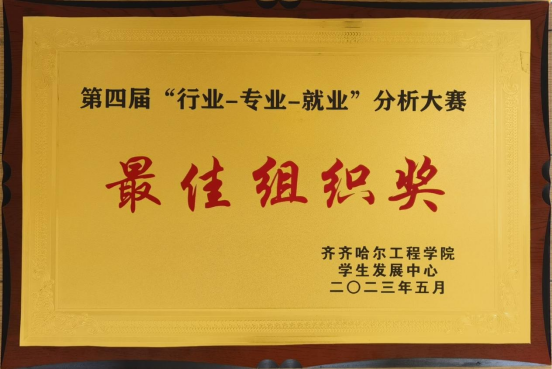 第四届“行业-专业-就业”分析大赛
最佳组织奖
齐齐哈尔工程学院
学生发展中心
二〇二三年五月